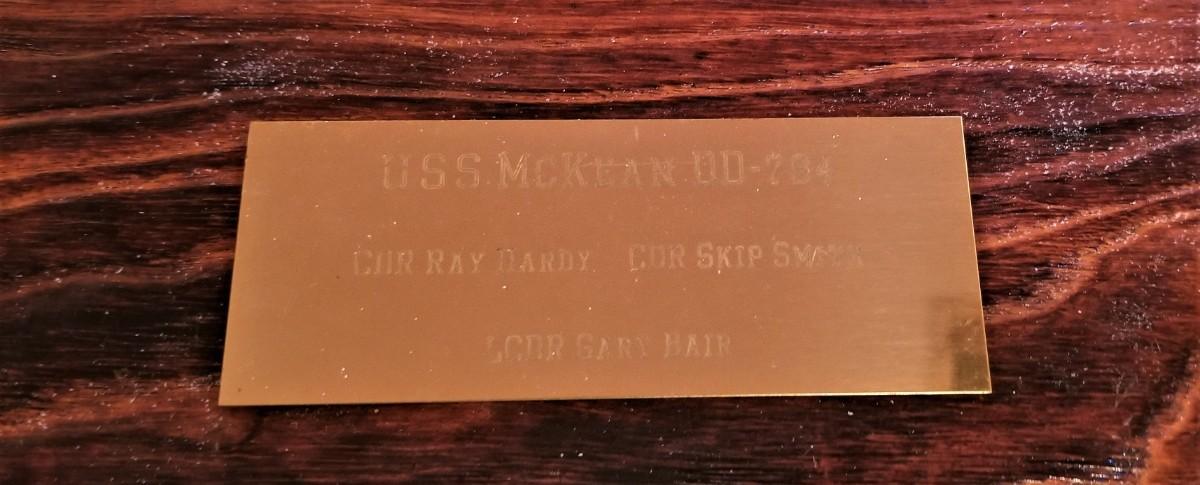 USS McKEAN DD-784
CDR RAY DARDY CDR SKIP
LCDR GARY HAIR